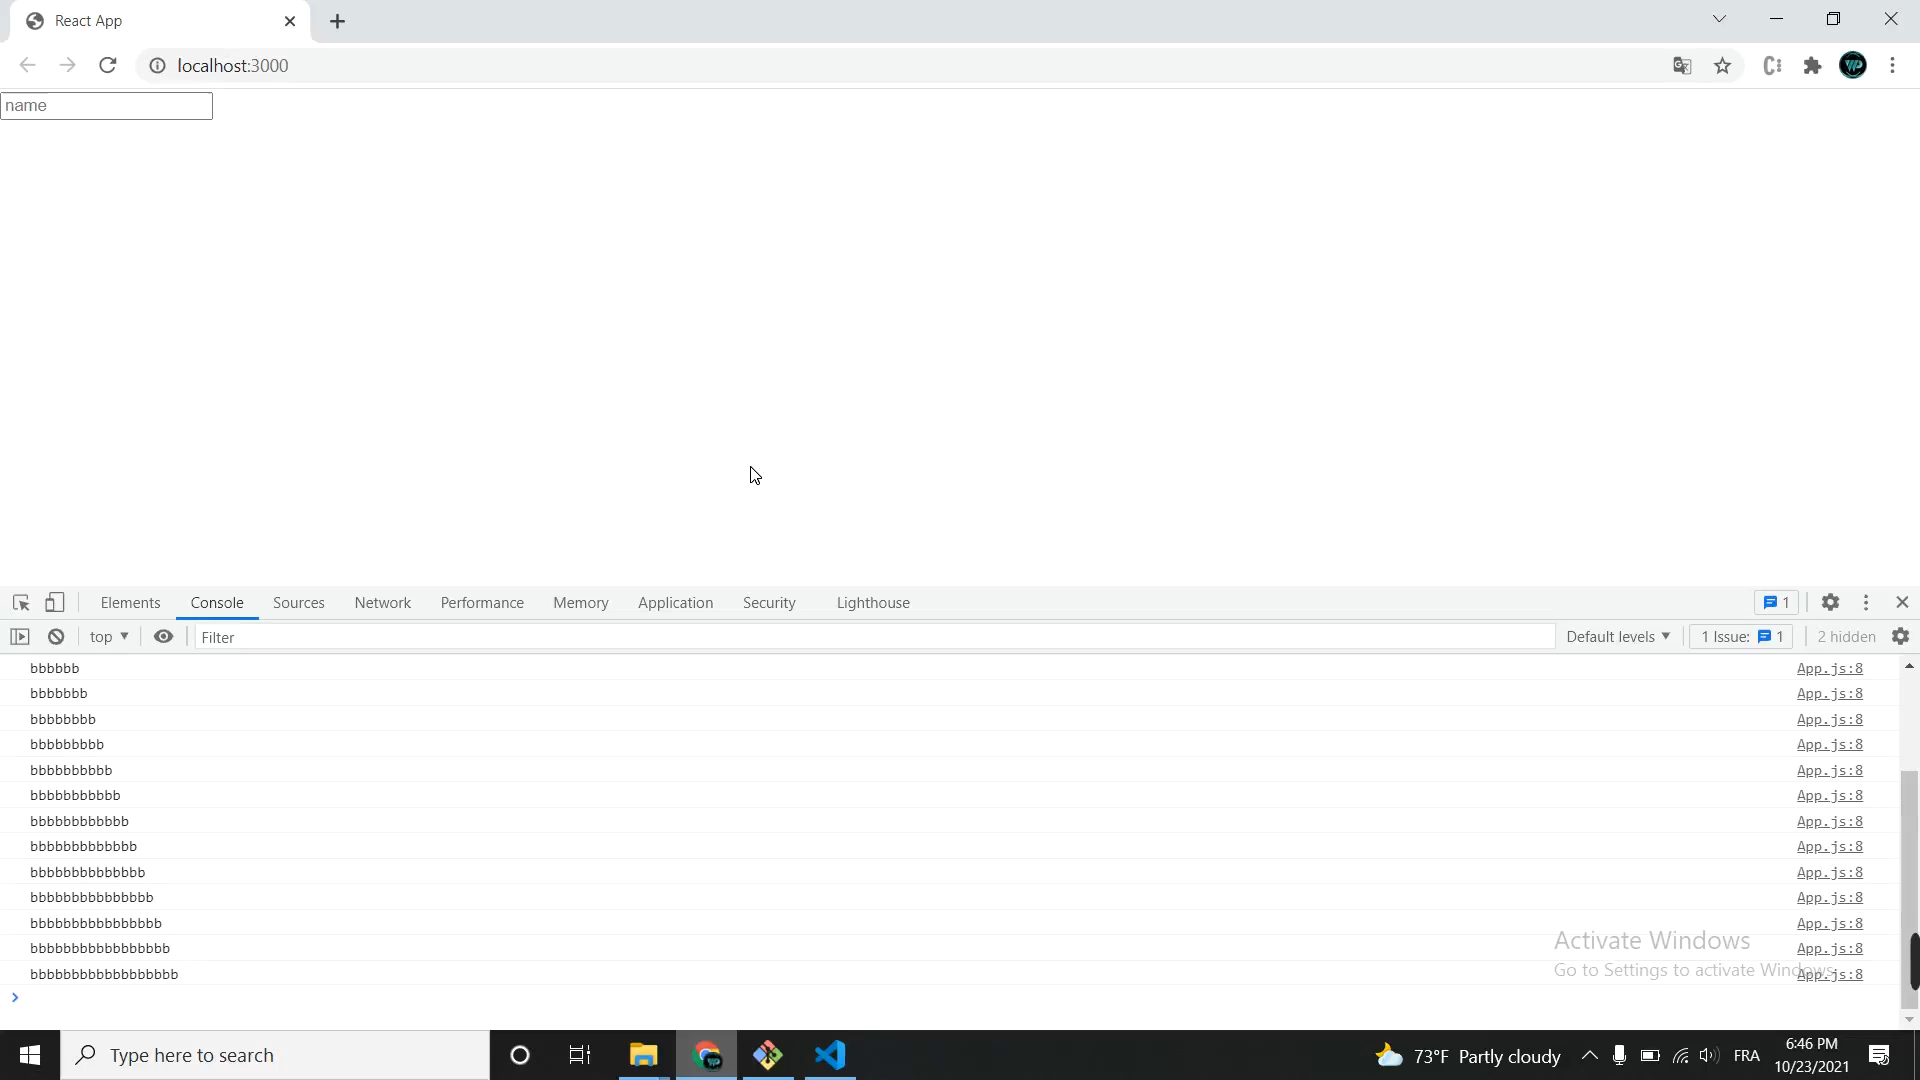 React App
localhost:3000
name
Elements Console Sources Network Performance Memory Application Security Lighthouse 1
top Filter Default levels 1 Issue: 1 2 hidden
bbbbbb App.js:8
bbbbbbb App.js:8
bbbbbbbb App.js:8
bbbbbbbbb App.js:8
bbbbbbbbbb App.js:8
bbbbbbbbbbb App.js:8
bbbbbbbbbbbb App.js:8
bbbbbbbbbbbbb App.js:8
bbbbbbbbbbbbbb App.js:8
bbbbbbbbbbbbbbb App.js:8
bbbbbbbbbbbbbbbb App.js:8
bbbbbbbbbbbbbbbbb App.js:8
bbbbbbbbbbbbbbbbbb App.js:8
Activate Windows
Go to Settings to activate Windows.
Type here to search
73°F Partly cloudy
FRA
6:46 PM
10/23/2021